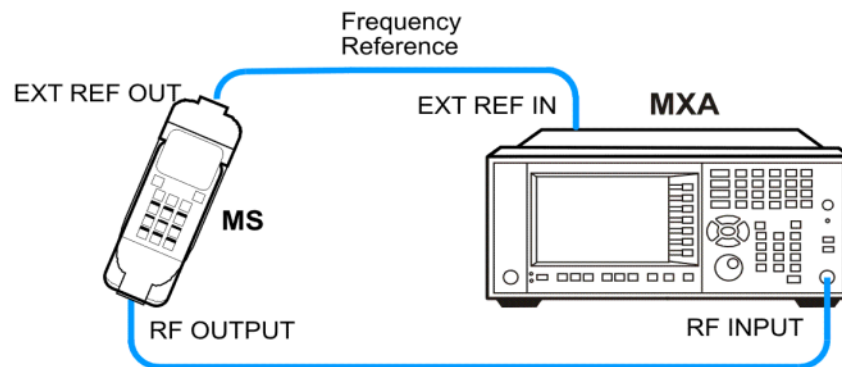 Frequency
Reference
EXT REF OUT
EXT REF IN
MXA
MS
RF OUTPUT
RF INPUT